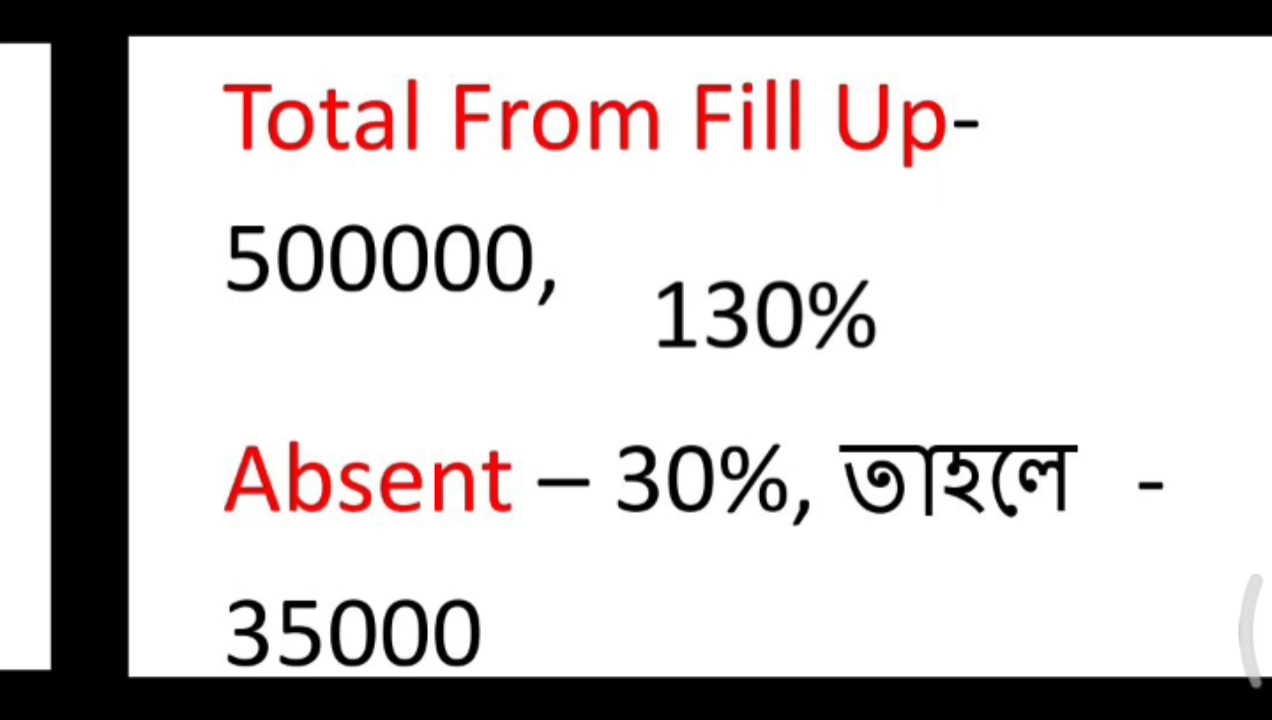 Total From Fill Up-
500000,
130%
Absent – 30%, তাহলে -
35000